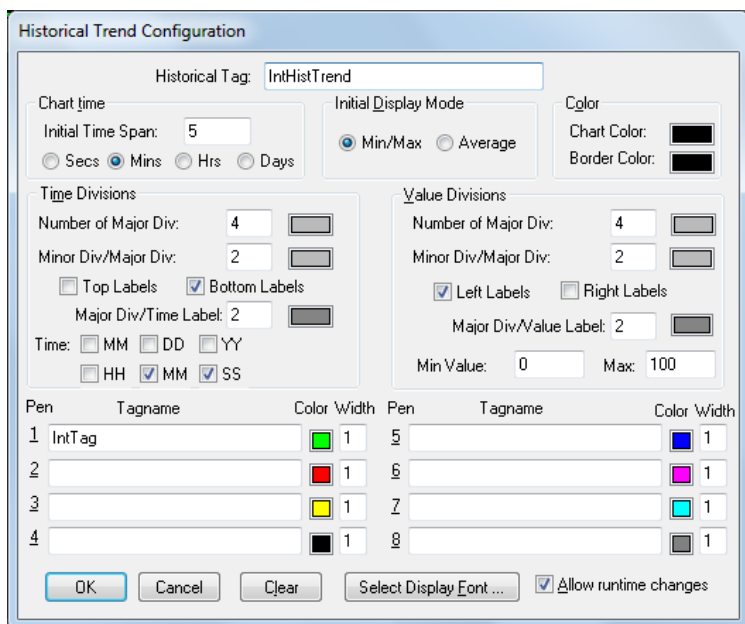 Historical Trend Configuration
Historical Tag: IntHistTrend
Chart time
Initial Time Span: 5
Secs Mins Hrs Days
Initial Display Mode
Min/Max Average
Color
Chart Color:
Border Color:
Time Divisions
Number of Major Div: 4
Minor Div/Major Div: 2
Top Labels Bottom Labels
Major Div/Time Label: 2
Time: MM DD YY
HH MM SS
Value Divisions
Number of Major Div: 4
Minor Div/Major Div: 2
Left Labels Right Labels
Major Div/Value Label: 2
Min Value: 0 Max: 100
Pen Tagname Color Width Pen Tagname Color Width
1 IntTag 1 5 1
2 1 6 1
3 1 7 1
4 1 8 1
OK Cancel Clear Select Display Font ... Allow runtime changes